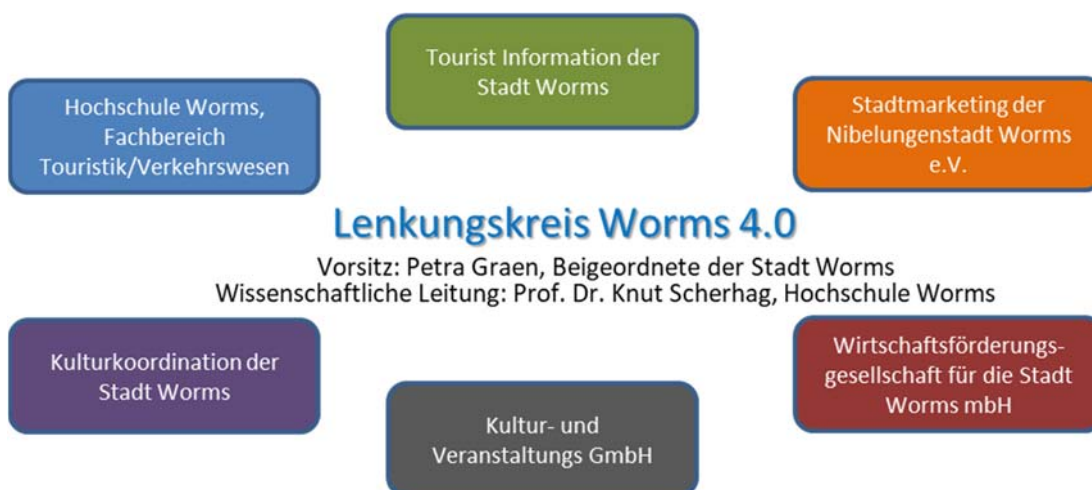 Tourist Information der
Stadt Worms
Hochschule Worms,
Fachbereich
Touristik/Verkehrswesen
Stadtmarketing der
Nibelungenstadt Worms
e.V.
Lenkungskreis Worms 4.0
Vorsitz: Petra Graen, Beigeordnete der Stadt Worms
Wissenschaftliche Leitung: Prof. Dr. Knut Scherhag, Hochschule Worms
Kulturkoordination der
Stadt Worms
Kultur- und
Veranstaltungs GmbH
Wirtschaftsförderungs-
gesellschaft für die Stadt
Worms mbH